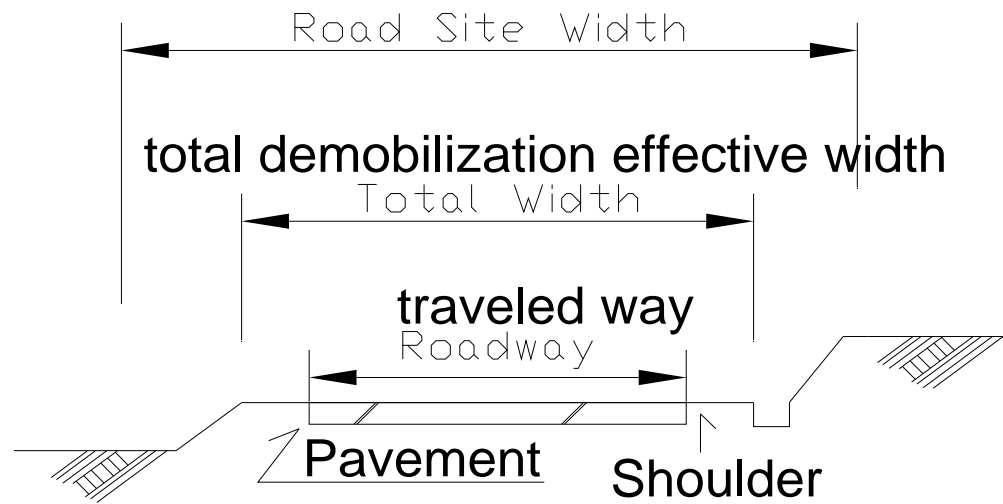 Road Site Width
total demobilization effective width
Total Width
traveled way
Roadway
Pavement
Shoulder